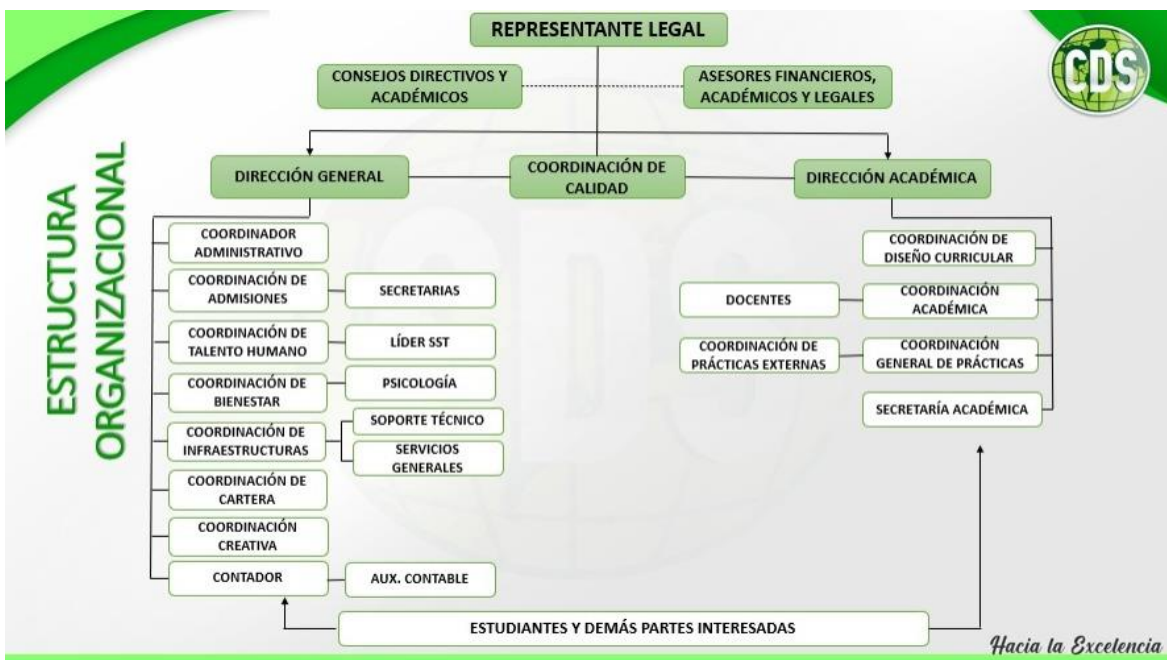 REPRESENTANTE LEGAL
CONSEJOS DIRECTIVOS Y
ACADÉMICOS
ASESORES FINANCIEROS,
ACADÉMICOS Y LEGALES
CDS
ESTRUCTURA
ORGANIZACIONAL
DIRECCIÓN GENERAL
COORDINACIÓN DE
CALIDAD
DIRECCIÓN ACADÉMICA
COORDINADOR
ADMINISTRATIVO
COORDINACIÓN DE
ADMISIONES
SECRETARIAS
COORDINACIÓN DE
TALENTO HUMANO
LÍDER SST
COORDINACIÓN DE
BIENESTAR
PSICOLOGÍA
COORDINACIÓN DE
INFRAESTRUCTURAS
SOPORTE TÉCNICO
SERVICIOS
GENERALES
COORDINACIÓN DE
CARTERA
COORDINACIÓN
CREATIVA
CONTADOR
AUX. CONTABLE
COORDINACIÓN DE
DISEÑO CURRICULAR
DOCENTES
COORDINACIÓN
ACADÉMICA
COORDINACIÓN DE
PRÁCTICAS EXTERNAS
COORDINACIÓN
GENERAL DE PRÁCTICAS
SECRETARÍA ACADÉMICA
CDS
ESTUDIANTES Y DEMÁS PARTES INTERESADAS
Hacia la Excelencia